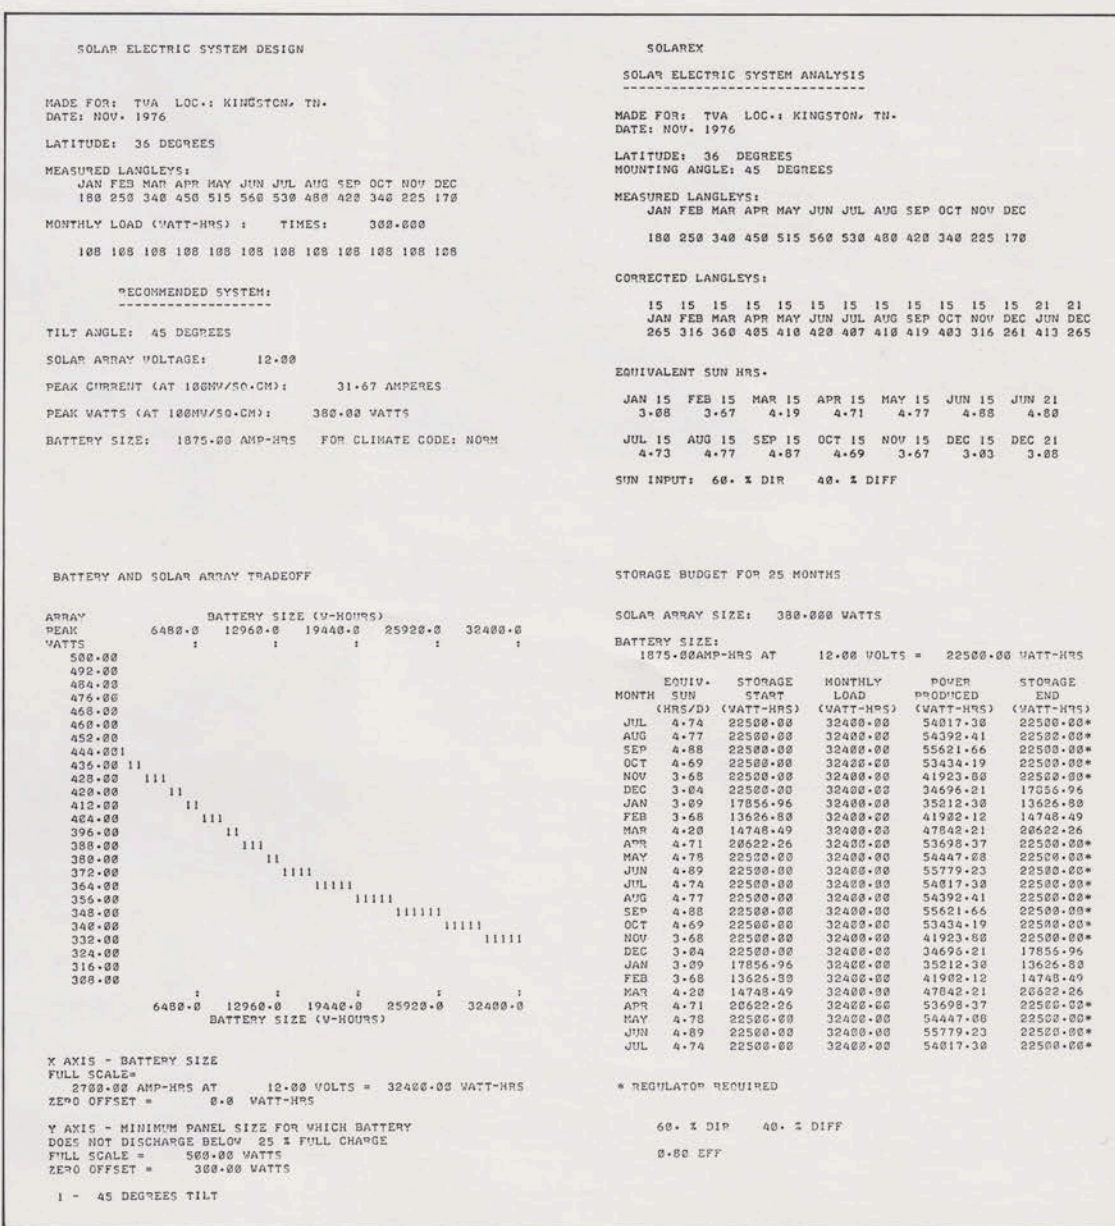 SOLAR ELECTRIC SYSTEM DESIGN
MADE FOR: TVA LOC.: KINGSTON, TN.
DATE: NOV. 1976
LATITUDE: 36 DEGREES
MEASURED LANGLEYS:
JAN FEB MAR APR MAY JUN JUL AUG SEP OCT NOV DEC
180 250 340 450 515 560 530 480 420 340 225 170
MONTHLY LOAD (WATT-HRS) : TIMES: 300.000
108 108 108 108 108 108 108 108 108 108 108 108
RECOMMENDED SYSTEM:
TILT ANGLE: 45 DEGREES
SOLAR ARRAY VOLTAGE: 12.00
PEAK CURRENT (AT 100MW/SQ.CM): 31.67 AMPERES
PEAK WATTS (AT 100MW/SQ.CM): 380.00 WATTS
BATTERY SIZE: 1875.00 AMP-HRS FOR CLIMATE CODE: NORM
BATTERY AND SOLAR ARRAY TRADEOFF
ARRAY BATTERY SIZE (W-HOURS)
PEAK 6480.0 12960.0 19440.0 25920.0 32400.0
WATTS : : : : :
500.00
492.00
484.00
476.00
468.00
460.00
452.00
444.001
436.00 11
428.00 111
420.00 11
412.00 11
404.00 111
396.00 11
388.00 111
380.00 11
372.00 1111
364.00 11111
356.00 11111
348.00 111111
340.00 11111
332.00 11111
324.00
316.00
308.00
: : : : :
6480.0 12960.0 19440.0 25920.0 32400.0
BATTERY SIZE (W-HOURS)
X AXIS - BATTERY SIZE
FULL SCALE=
2700.00 AMP-HRS AT 12.00 VOLTS = 32400.00 WATT-HRS
ZERO OFFSET = 0.0 WATT-HRS
Y AXIS - MINIMUM PANEL SIZE FOR WHICH BATTERY
DOES NOT DISCHARGE BELOW 25 % FULL CHARGE
FULL SCALE = 500.00 WATTS
ZERO OFFSET = 300.00 WATTS
1 - 45 DEGREES TILT
SOLAREX
SOLAR ELECTRIC SYSTEM ANALYSIS
MADE FOR: TVA LOC.: KINGSTON, TN.
DATE: NOV. 1976
LATITUDE: 36 DEGREES
MOUNTING ANGLE: 45 DEGREES
MEASURED LANGLEYS:
JAN FEB MAR APR MAY JUN JUL AUG SEP OCT NOV DEC
180 250 340 450 515 560 530 480 420 340 225 170
CORRECTED LANGLEYS:
15 15 15 15 15 15 15 15 15 15 15 15 21 21
JAN FEB MAR APR MAY JUN JUL AUG SEP OCT NOV DEC JUN DEC
265 316 360 405 410 420 407 410 419 403 316 261 413 265
EQUIVALENT SUN HRS.
JAN 15 FEB 15 MAR 15 APR 15 MAY 15 JUN 15 JUN 21
3.08 3.67 4.19 4.71 4.77 4.88 4.80
JUL 15 AUG 15 SEP 15 OCT 15 NOV 15 DEC 15 DEC 21
4.73 4.77 4.87 4.69 3.67 3.03 3.08
SUN INPUT: 60. % DIR 40. % DIFF
STORAGE BUDGET FOR 25 MONTHS
SOLAR ARRAY SIZE: 380.000 WATTS
BATTERY SIZE:
1875.00AMP-HRS AT 12.00 VOLTS = 22500.00 WATT-HRS
EQUIV. STORAGE MONTHLY POWER STORAGE
MONTH SUN START LOAD PRODUCED END
(HRS/D) (WATT-HRS) (WATT-HRS) (WATT-HRS) (WATT-HRS)
JUL 4.74 22500.00 32400.00 54017.30 22500.00*
AUG 4.77 22500.00 32400.00 54392.41 22500.00*
SEP 4.88 22500.00 32400.00 55621.66 22500.00*
OCT 4.69 22500.00 32400.00 53434.19 22500.00*
NOV 3.68 22500.00 32400.00 41923.80 22500.00*
DEC 3.04 22500.00 32400.00 34696.21 17856.96
JAN 3.09 17856.96 32400.00 35212.30 13626.80
FEB 3.68 13626.80 32400.00 41902.12 14748.49
MAR 4.20 14748.49 32400.00 47842.21 20622.26
APR 4.71 20622.26 32400.00 53698.37 22500.00*
MAY 4.78 22500.00 32400.00 54447.08 22500.00*
JUN 4.89 22500.00 32400.00 55779.23 22500.00*
JUL 4.74 22500.00 32400.00 54017.30 22500.00*
AUG 4.77 22500.00 32400.00 54392.41 22500.00*
SEP 4.88 22500.00 32400.00 55621.66 22500.00*
OCT 4.69 22500.00 32400.00 53434.19 22500.00*
NOV 3.68 22500.00 32400.00 41923.80 22500.00*
DEC 3.04 22500.00 32400.00 34696.21 17856.96
JAN 3.09 17856.96 32400.00 35212.30 13626.80
FEB 3.68 13626.80 32400.00 41902.12 14748.49
MAR 4.20 14748.49 32400.00 47842.21 20622.26
APR 4.71 20622.26 32400.00 53698.37 22500.00*
MAY 4.78 22500.00 32400.00 54447.08 22500.00*
JUN 4.89 22500.00 32400.00 55779.23 22500.00*
JUL 4.74 22500.00 32400.00 54017.30 22500.00*
* REGULATOR REQUIRED
60. % DIR 40. % DIFF
0.80 EFF